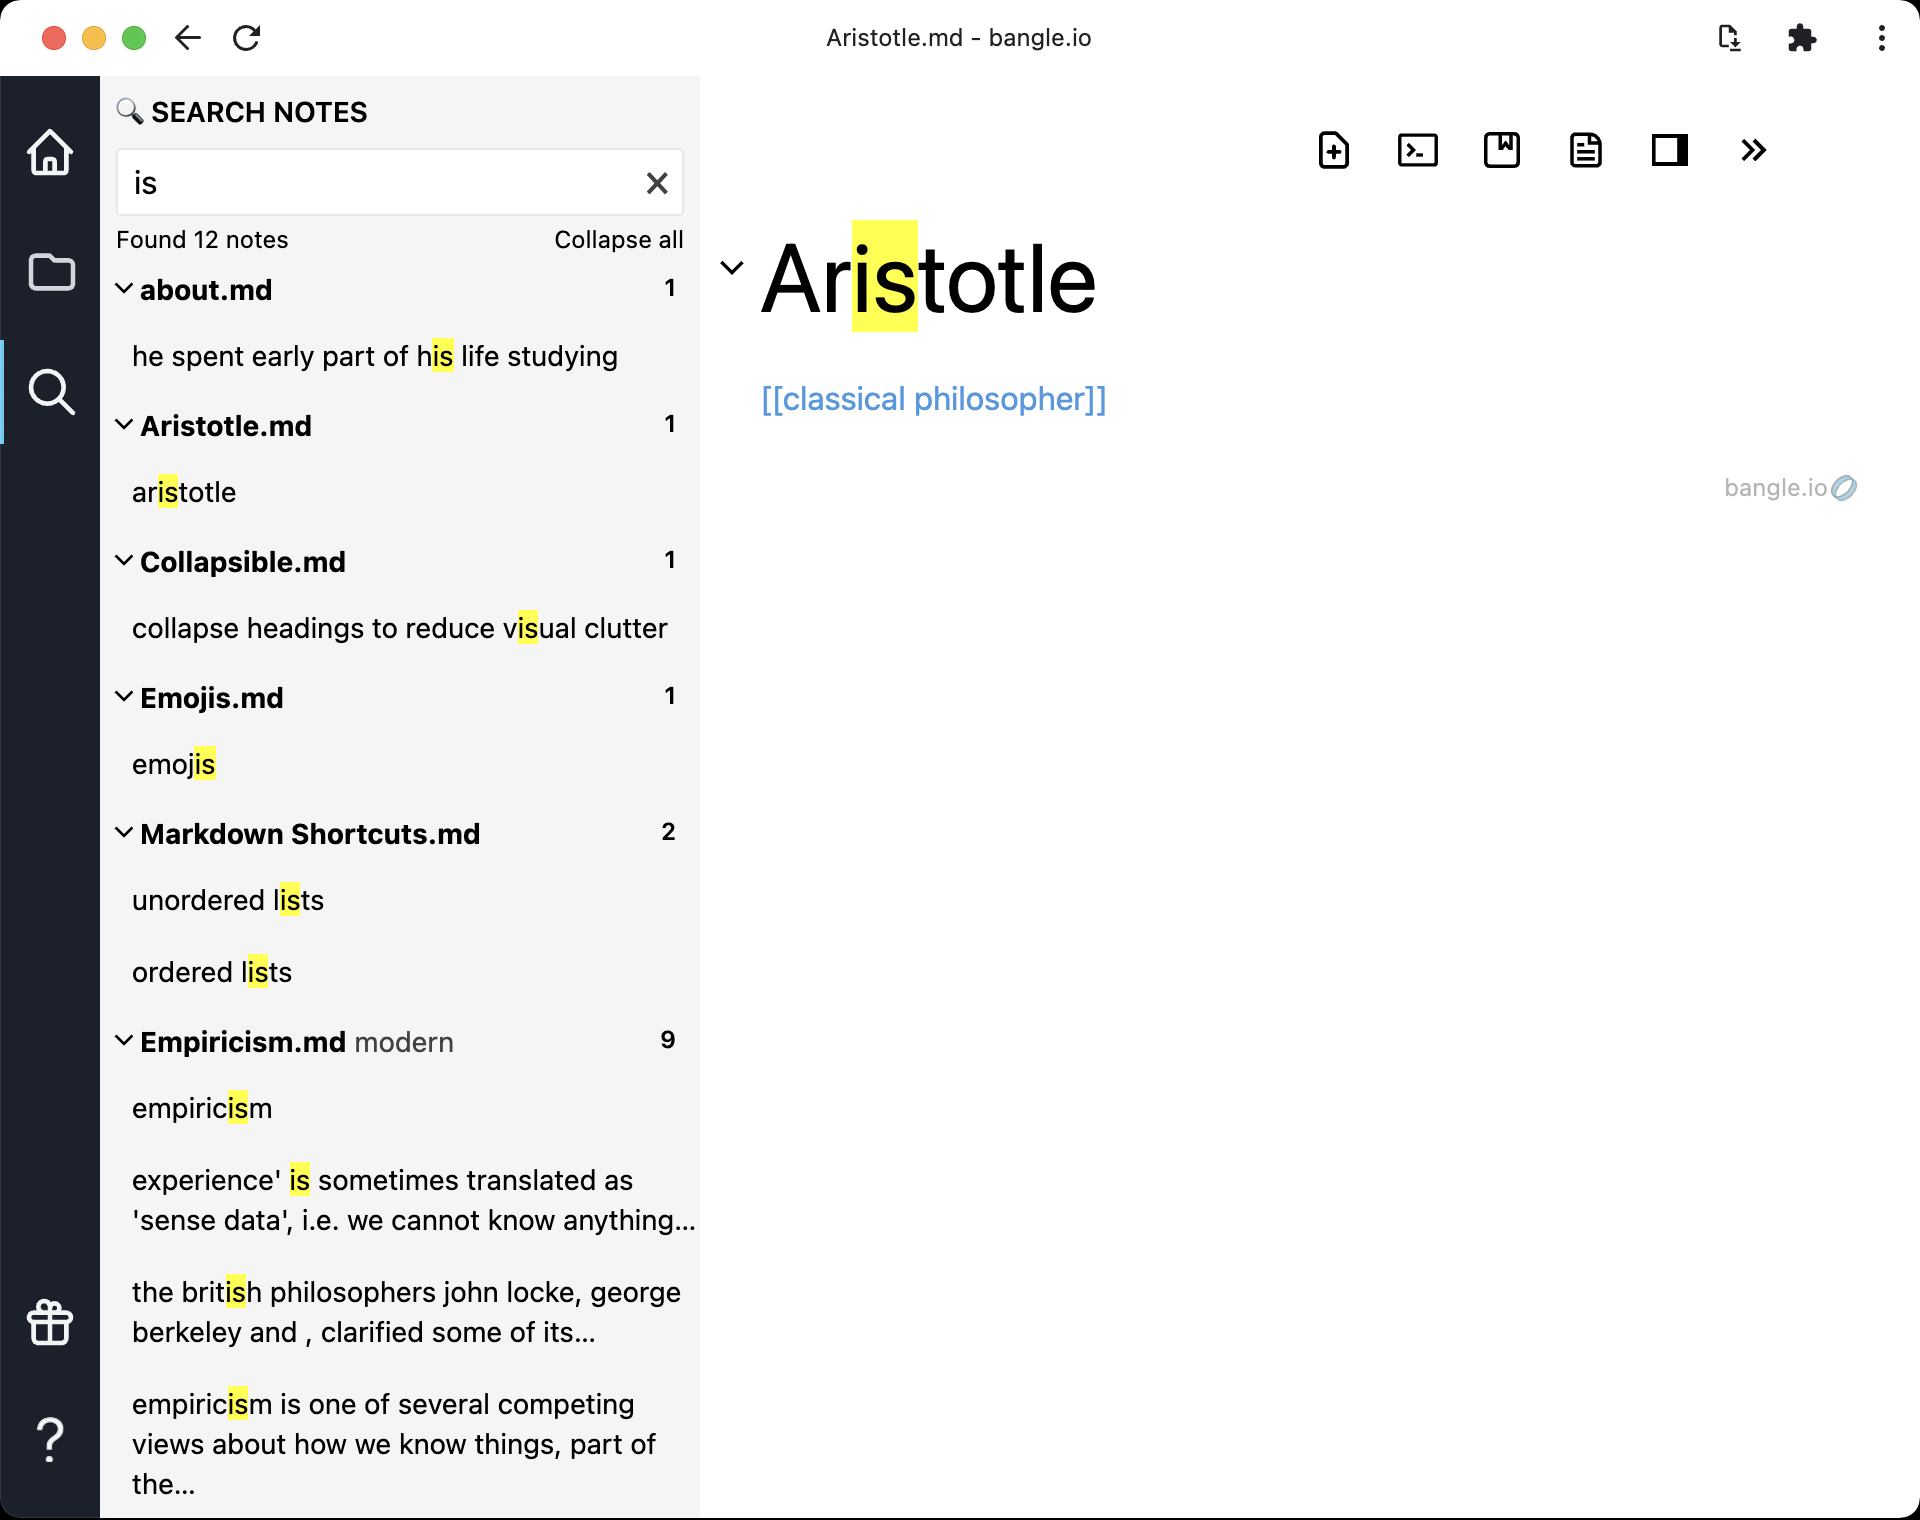 Aristotle.md - bangle.io
SEARCH NOTES
is
Found 12 notes
Collapse all
about.md
1
he spent early part of his life studying
Aristotle.md
1
aristotle
Collapsible.md
1
collapse headings to reduce visual clutter
Emojis.md
1
emojis
Markdown Shortcuts.md
2
unordered lists
ordered lists
Empiricism.md modern
9
empiricism
experience' is sometimes translated as
'sense data', i.e. we cannot know anything...
the british philosophers john locke, george
berkeley and , clarified some of its...
empiricism is one of several competing
views about how we know things, part of
the...
Aristotle
[[classical philosopher]]
bangle.io